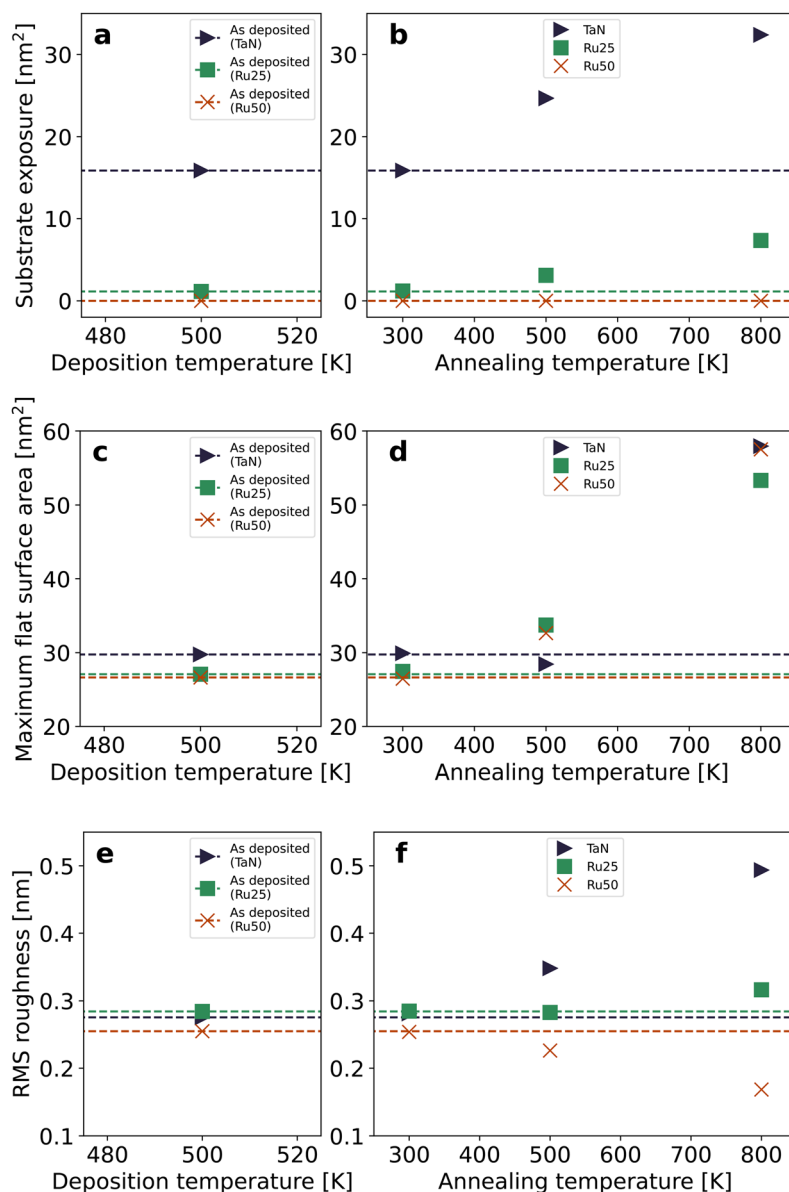 a
As deposited
(TaN)
As deposited
(Ru25)
As deposited
(Ru50)
Substrate exposure [nm²]
30
20
10
0
480 500 520
Deposition temperature [K]
b
TaN
Ru25
Ru50
30
20
10
0
300 400 500 600 700 800
Annealing temperature [K]
c
As deposited
(TaN)
As deposited
(Ru25)
As deposited
(Ru50)
Maximum flat surface area [nm²]
60
50
40
30
20
480 500 520
Deposition temperature [K]
d
TaN
Ru25
Ru50
60
50
40
30
20
300 400 500 600 700 800
Annealing temperature [K]
e
As deposited
(TaN)
As deposited
(Ru25)
As deposited
(Ru50)
RMS roughness [nm]
0.5
0.4
0.3
0.2
0.1
480 500 520
Deposition temperature [K]
f
TaN
Ru25
Ru50
0.5
0.4
0.3
0.2
0.1
300 400 500 600 700 800
Annealing temperature [K]